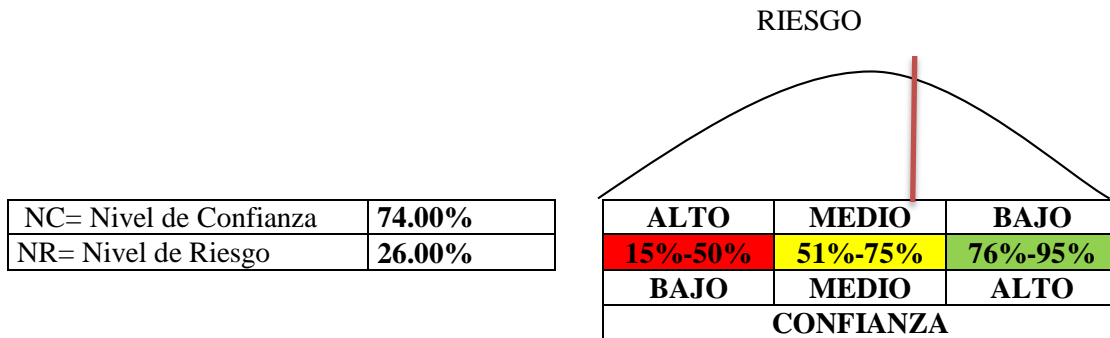 RIESGO
NC= Nivel de Confianza 74.00%
NR= Nivel de Riesgo 26.00%
ALTO MEDIO BAJO
15%-50% 51%-75% 76%-95%
BAJO MEDIO ALTO
CONFIANZA